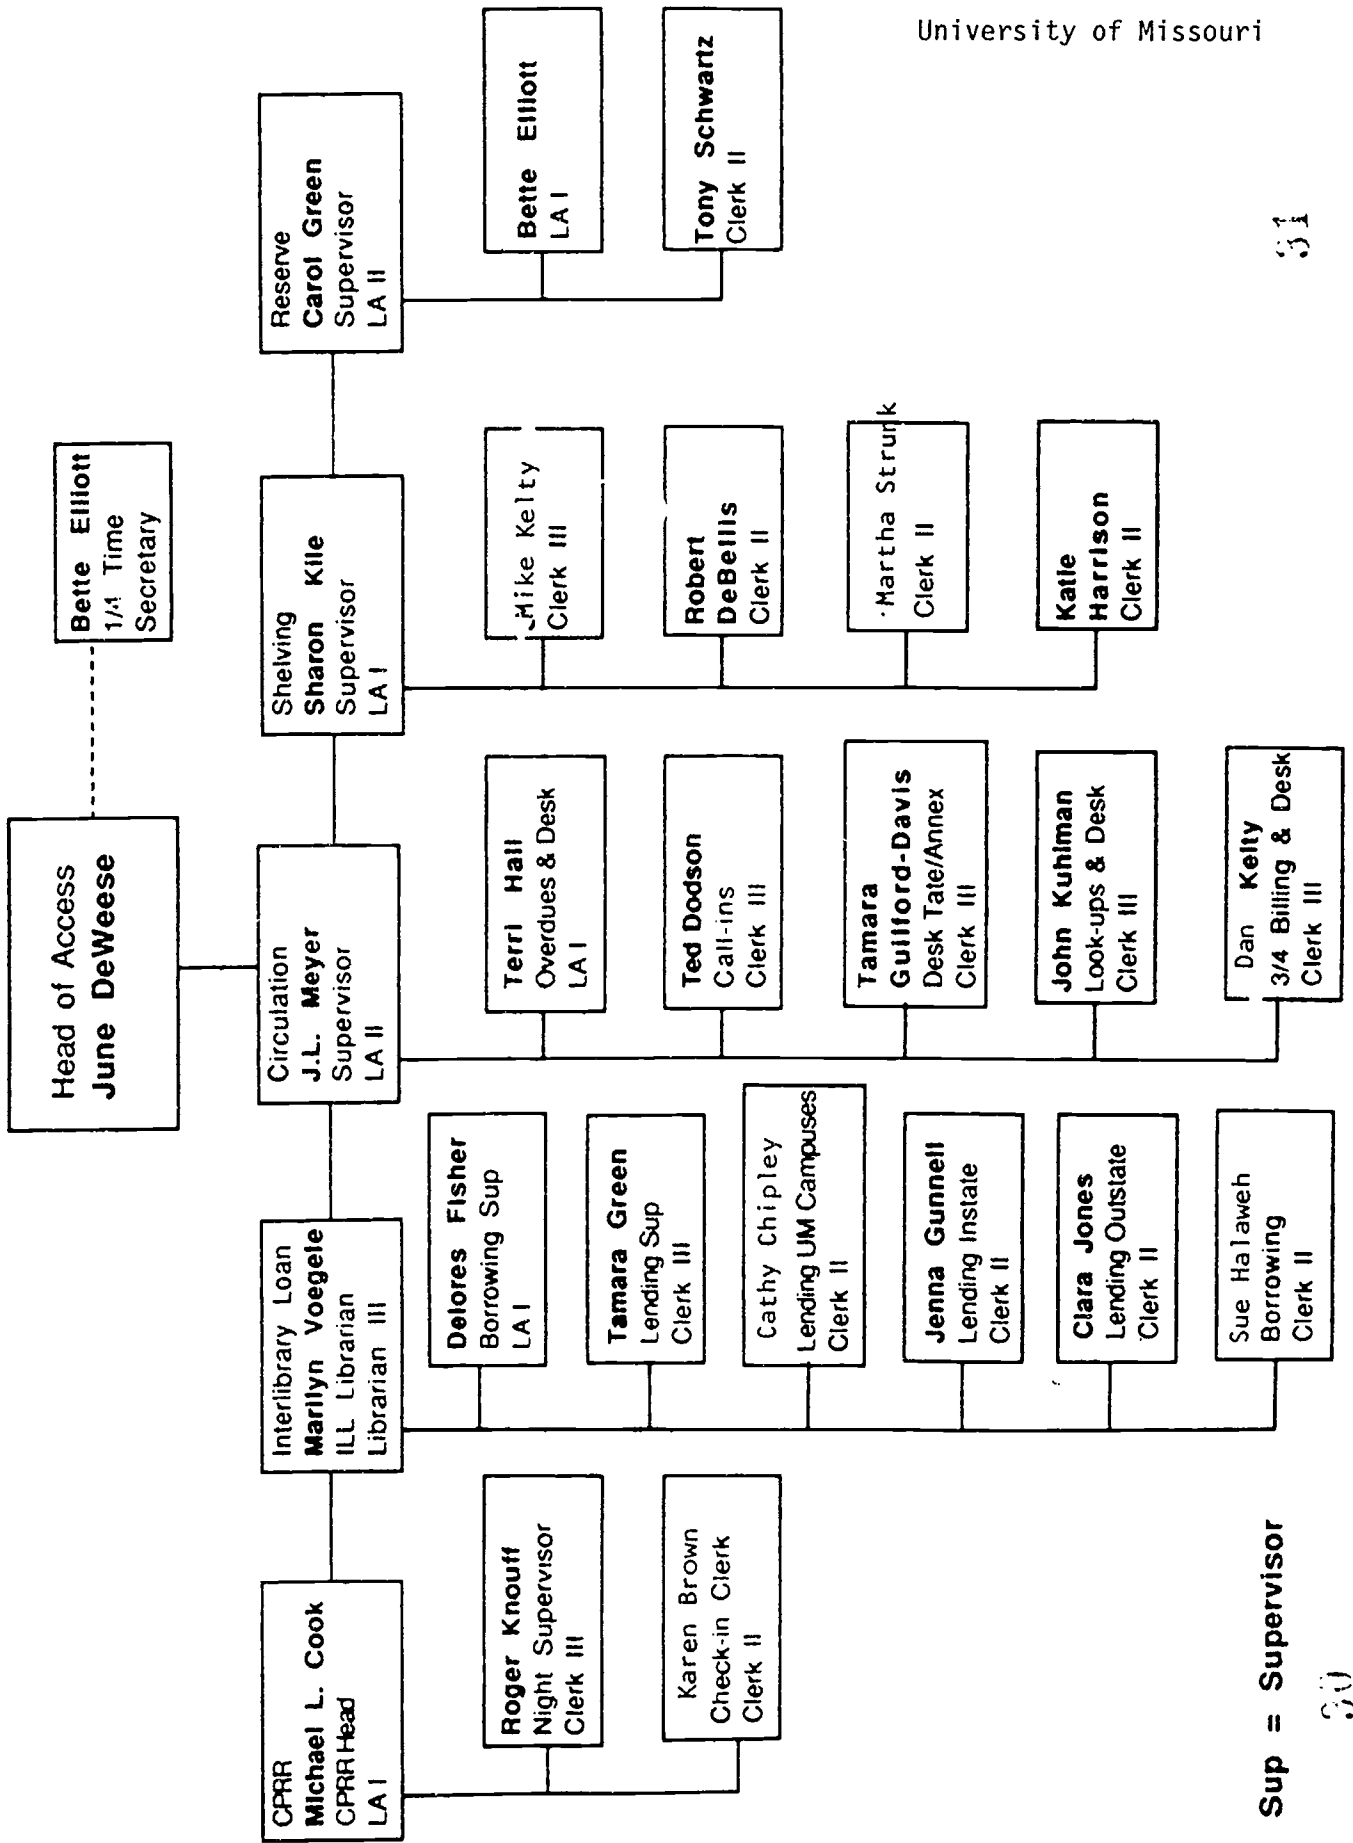 University of Missouri
Head of Access
June DeWeese
Bette Elliott
1/4 Time
Secretary
CPRR
Michael L. Cook
CPRR Head
LA I
Roger Knouff
Night Supervisor
Clerk III
Karen Brown
Check-in Clerk
Clerk II
Interlibrary Loan
Marilyn Voegele
ILL Librarian
Librarian III
Delores Fisher
Borrowing Sup
LA I
Tamara Green
Lending Sup
Clerk III
Cathy Chipley
Lending UM Campuses
Clerk II
Jenna Gunnell
Lending Instate
Clerk II
Clara Jones
Lending Outstate
Clerk II
Sue Halaweh
Borrowing
Clerk II
Circulation
J.L. Meyer
Supervisor
LA II
Terri Hall
Overdues & Desk
LA I
Ted Dodson
Call-ins
Clerk III
Tamara
Guilford-Davis
Desk Tate/Annex
Clerk III
John Kuhlman
Look-ups & Desk
Clerk III
Dan Kelty
3/4 Billing & Desk
Clerk III
Shelving
Sharon Kile
Supervisor
LA I
Mike Kelty
Clerk III
Robert
DeBellis
Clerk II
Martha Strunk
Clerk II
Katie
Harrison
Clerk II
Reserve
Carol Green
Supervisor
LA II
Bette Elliott
LA I
Tony Schwartz
Clerk II
Sup = Supervisor
30
31